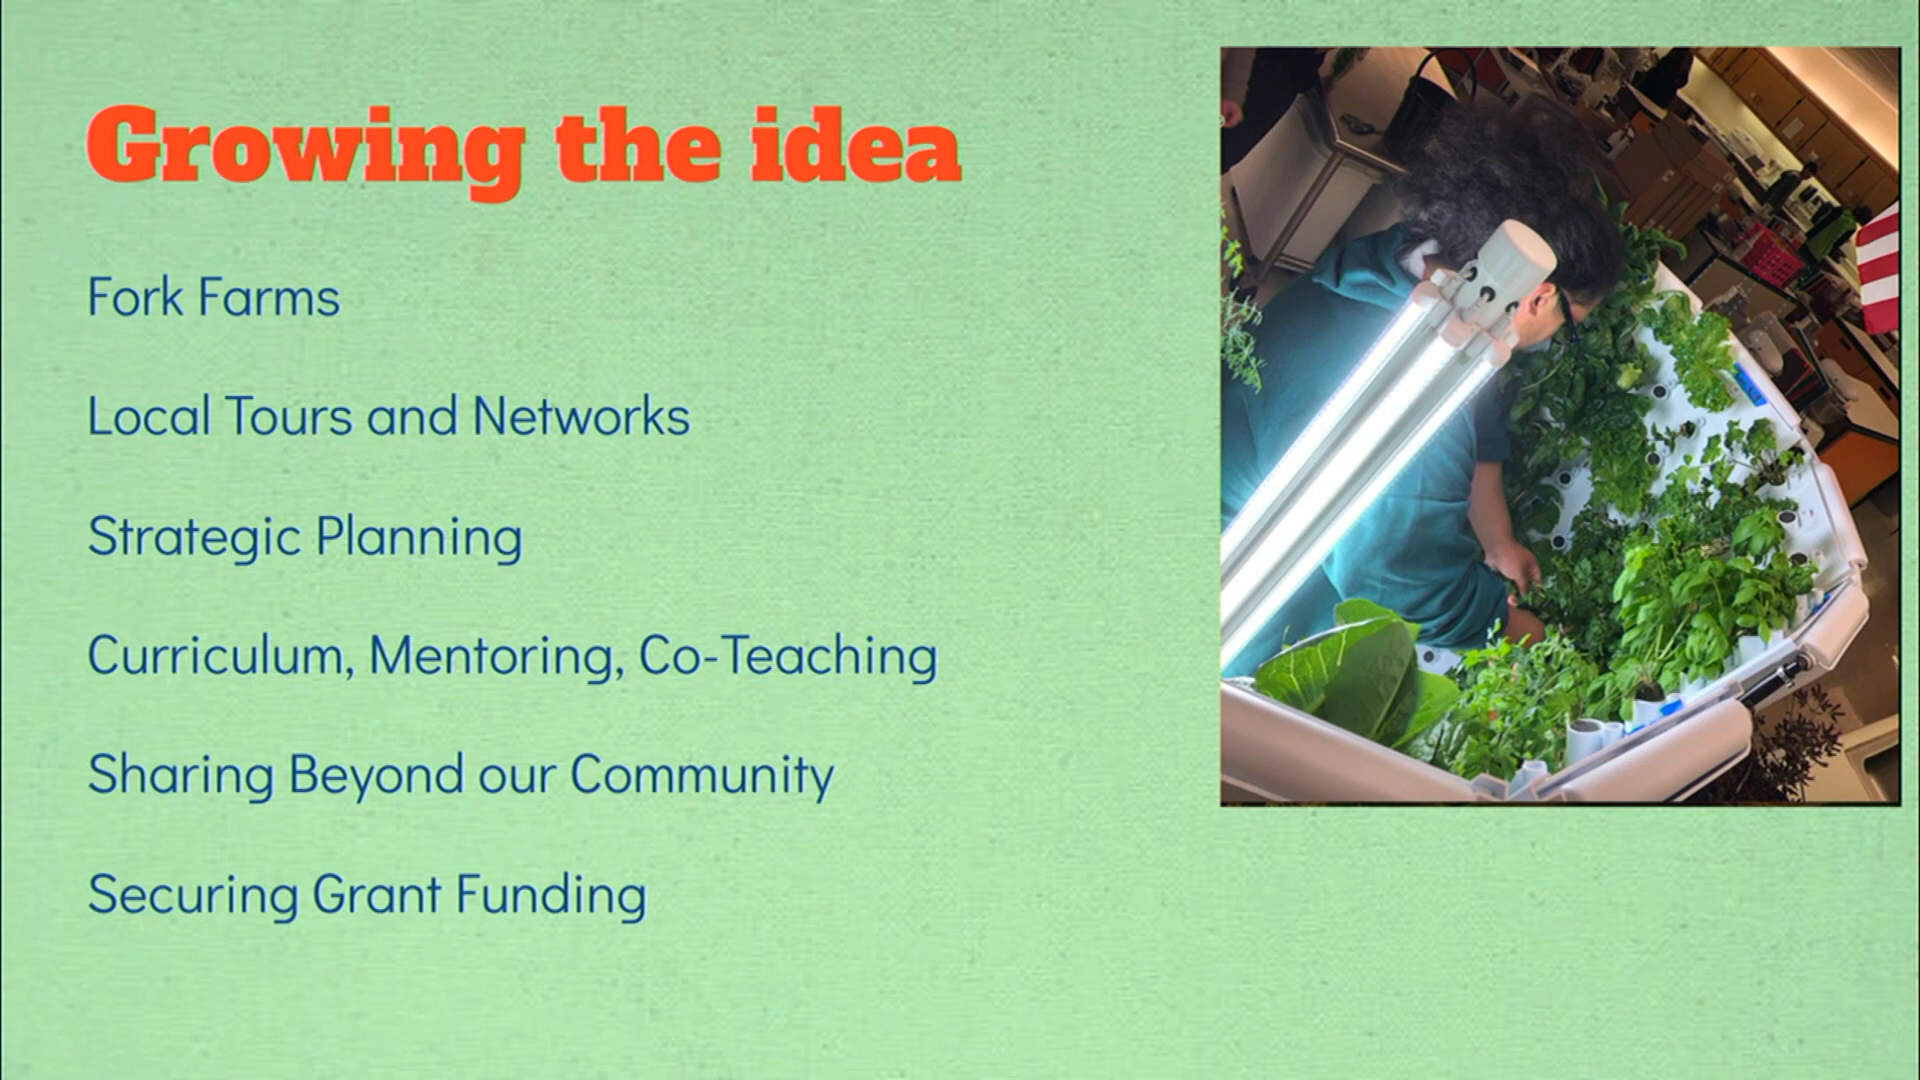 Growing the idea
Fork Farms
Local Tours and Networks
Strategic Planning
Curriculum, Mentoring, Co-Teaching
Sharing Beyond our Community
Securing Grant Funding